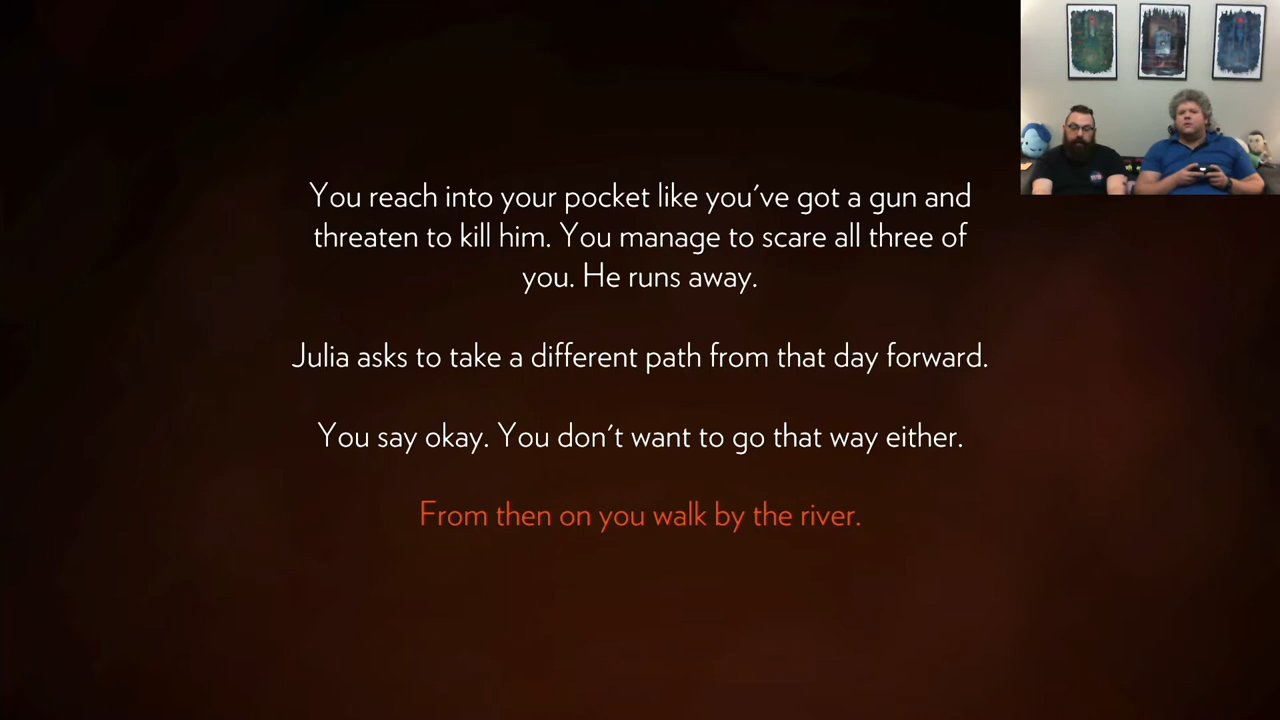 You reach into your pocket like you've got a gun and
threaten to kill him. You manage to scare all three of
you. He runs away.
Julia asks to take a different path from that day forward.
You say okay. You don't want to go that way either.
From then on you walk by the river.